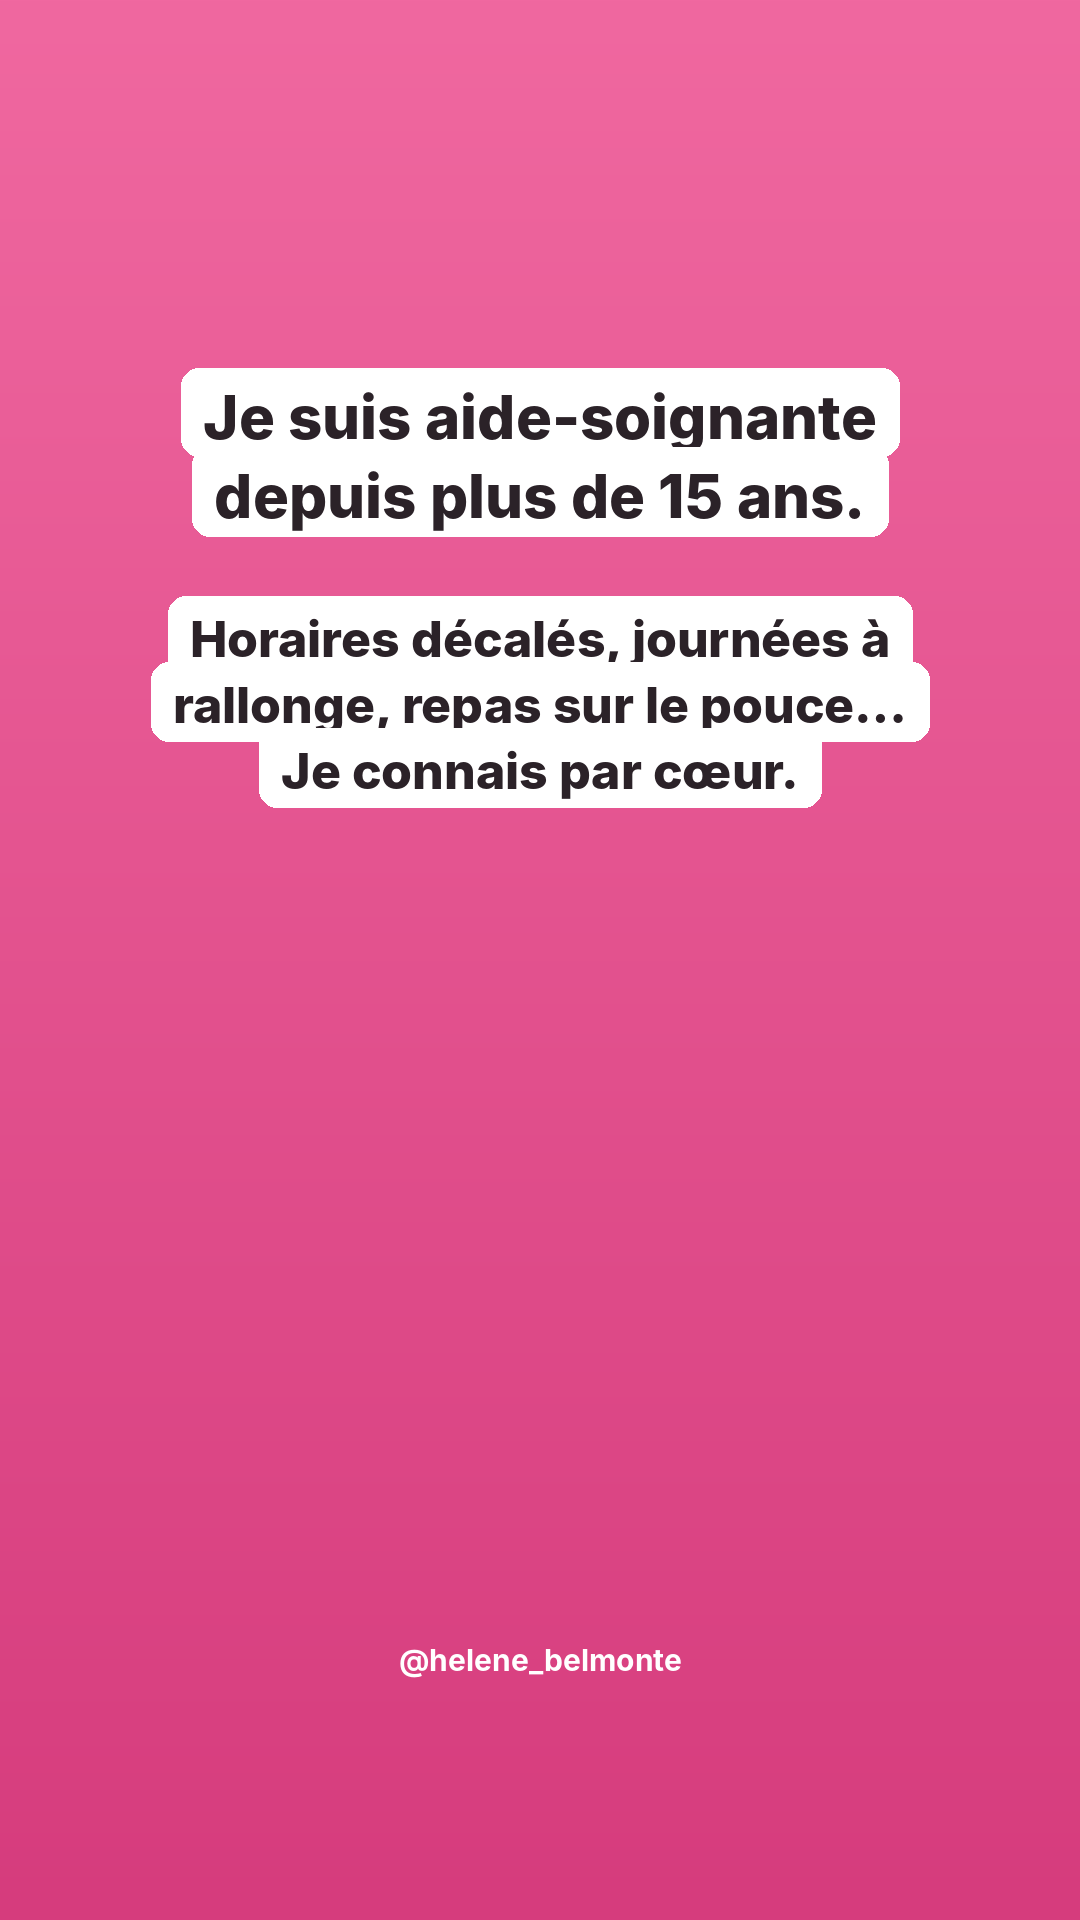 Je suis aide-soignante
depuis plus de 15 ans.
Horaires décalés, journées à
rallonge, repas sur le pouce…
Je connais par cœur.
@helene_belmonte